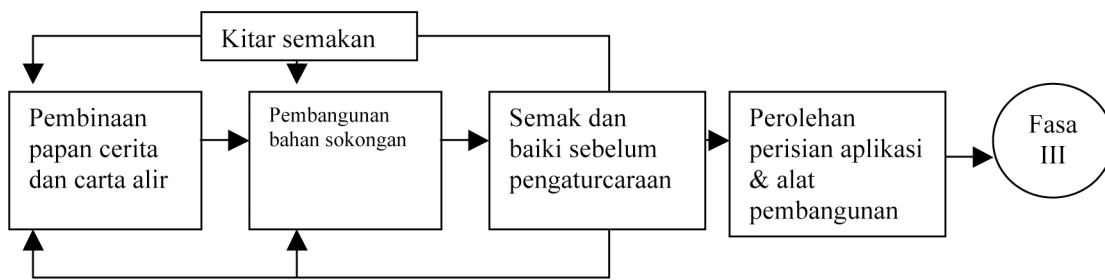 Kitar semakan
Pembinaan
papan cerita
dan carta alir
Pembangunan
bahan sokongan
Semak dan
baiki sebelum
pengaturcaraan
Perolehan
perisian aplikasi
& alat
pembangunan
Fasa
III